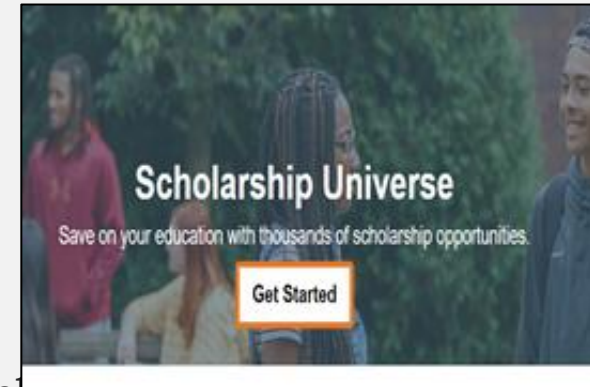 Scholarship Universe
Save on your education with thousands of scholarship opportunities.
Get Started